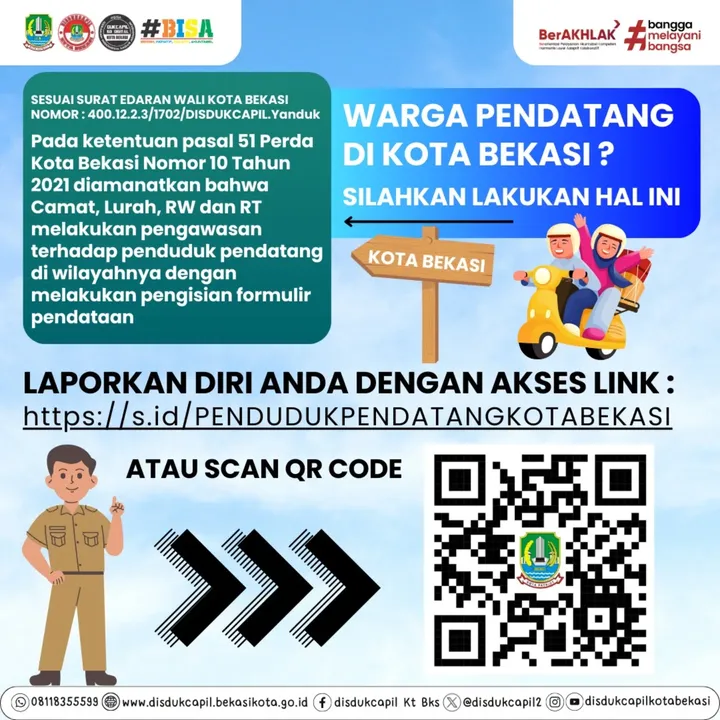 #BISA
BerAKHLAK
#bangga
melayani
bangsa
SESUAI SURAT EDARAN WALI KOTA BEKASI
NOMOR : 400.12.2.3/1702/DISDUKCAPIL.Yanduk
Pada ketentuan pasal 51 Perda
Kota Bekasi Nomor 10 Tahun
2021 diamanatkan bahwa
Camat, Lurah, RW dan RT
melakukan pengawasan
terhadap penduduk pendatang
di wilayahnya dengan
melakukan pengisian formulir
pendataan
WARGA PENDATANG
DI KOTA BEKASI ?
SILAHKAN LAKUKAN HAL INI
KOTA BEKASI
LAPORKAN DIRI ANDA DENGAN AKSES LINK :
https://s.id/PENDUDUKPENDATANGKOTABEKASI
ATAU SCAN QR CODE
08118355599 www.disdukcapil.bekasikota.go.id disdukcapil Kt Bks @disdukcapil2 disdukcapilkotabekasi